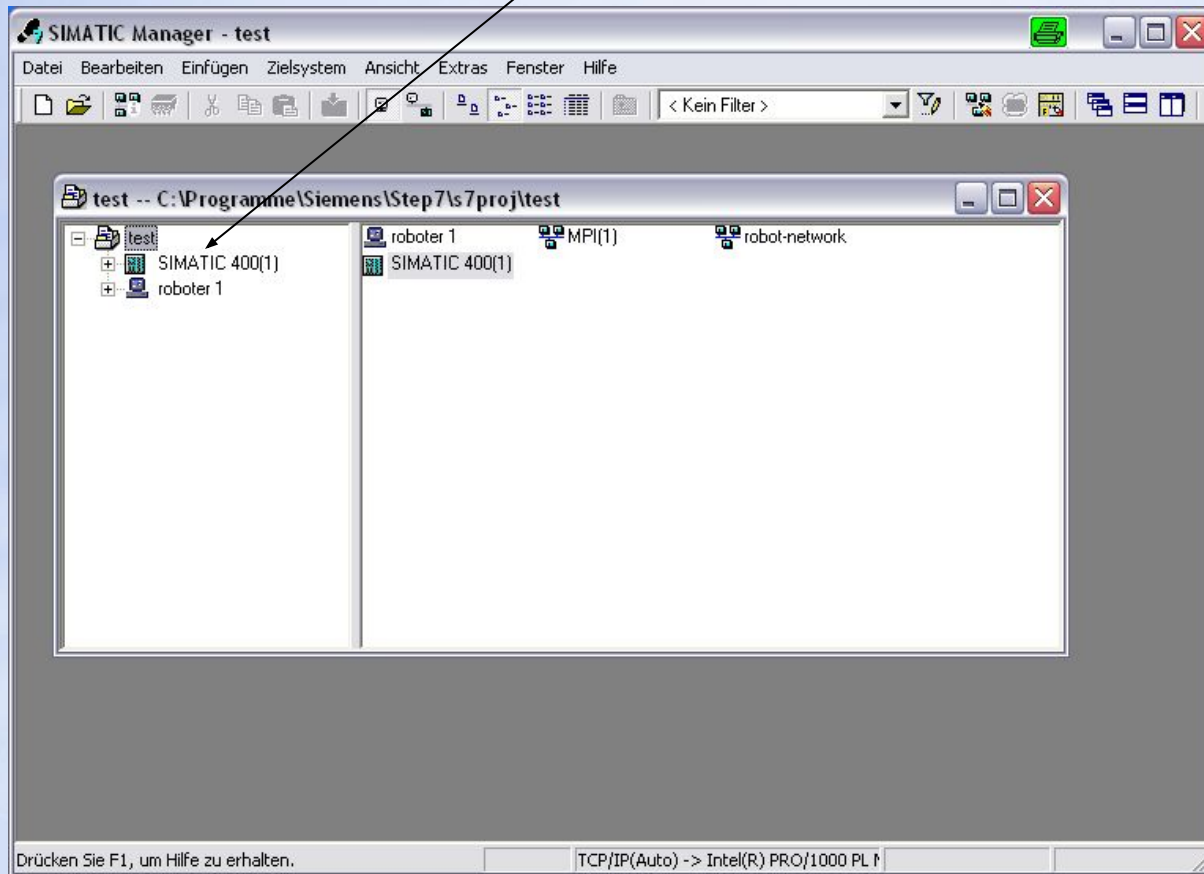 SIMATIC Manager - test
Datei Bearbeiten Einfügen Zielsystem Ansicht Extras Fenster Hilfe
< Kein Filter >
test -- C:\Programme\Siemens\Step7\s7proj\test
test
SIMATIC 400(1)
roboter 1
roboter 1 MPI(1) robot-network
SIMATIC 400(1)
Drücken Sie F1, um Hilfe zu erhalten. TCP/IP(Auto) -> Intel(R) PRO/1000 PL